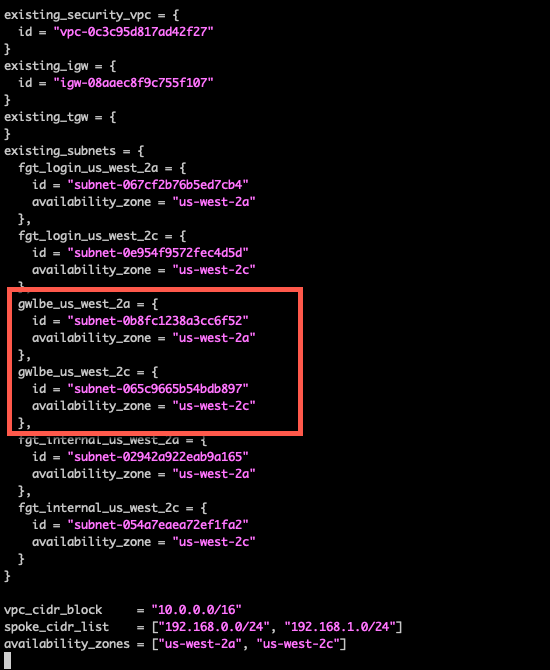 existing_security_vpc = {
  id = "vpc-0c3c95d817ad42f27"
}
existing_igw = {
  id = "igw-08aaec8f9c755f107"
}
existing_tgw = {
}
existing_subnets = {
  fgt_login_us_west_2a = {
    id = "subnet-067cf2b76b5ed7cb4"
    availability_zone = "us-west-2a"
  },
  fgt_login_us_west_2c = {
    id = "subnet-0e954f9572fec4d5d"
    availability_zone = "us-west-2c"
  },
  gwlbe_us_west_2a = {
    id = "subnet-0b8fc1238a3cc6f52"
    availability_zone = "us-west-2a"
  },
  gwlbe_us_west_2c = {
    id = "subnet-065c9665b54bdb897"
    availability_zone = "us-west-2c"
  },
  fgt_internal_us_west_2a = {
    id = "subnet-02942a922eab9a165"
    availability_zone = "us-west-2a"
  },
  fgt_internal_us_west_2c = {
    id = "subnet-054a7eaea72ef1fa2"
    availability_zone = "us-west-2c"
  }
}
vpc_cidr_block     = "10.0.0.0/16"
spoke_cidr_list    = ["192.168.0.0/24", "192.168.1.0/24"]
availability_zones = ["us-west-2a", "us-west-2c"]